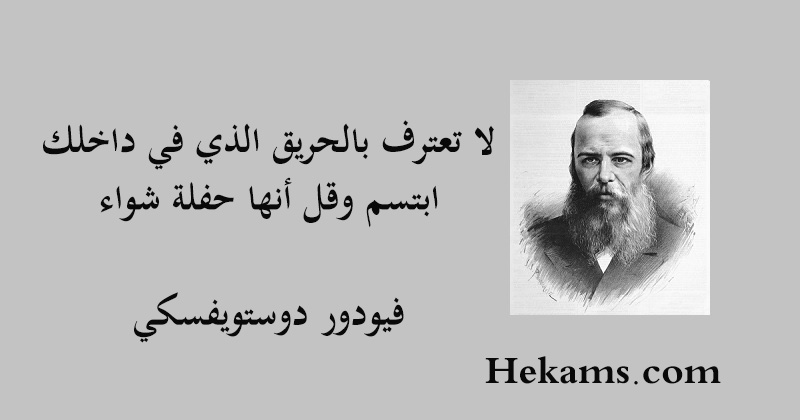 لا تعترف بالحريق الذي في داخلك
ابتسم وقل أنها حفلة شواء
فيودور دوستويفسكي
Hekams.com